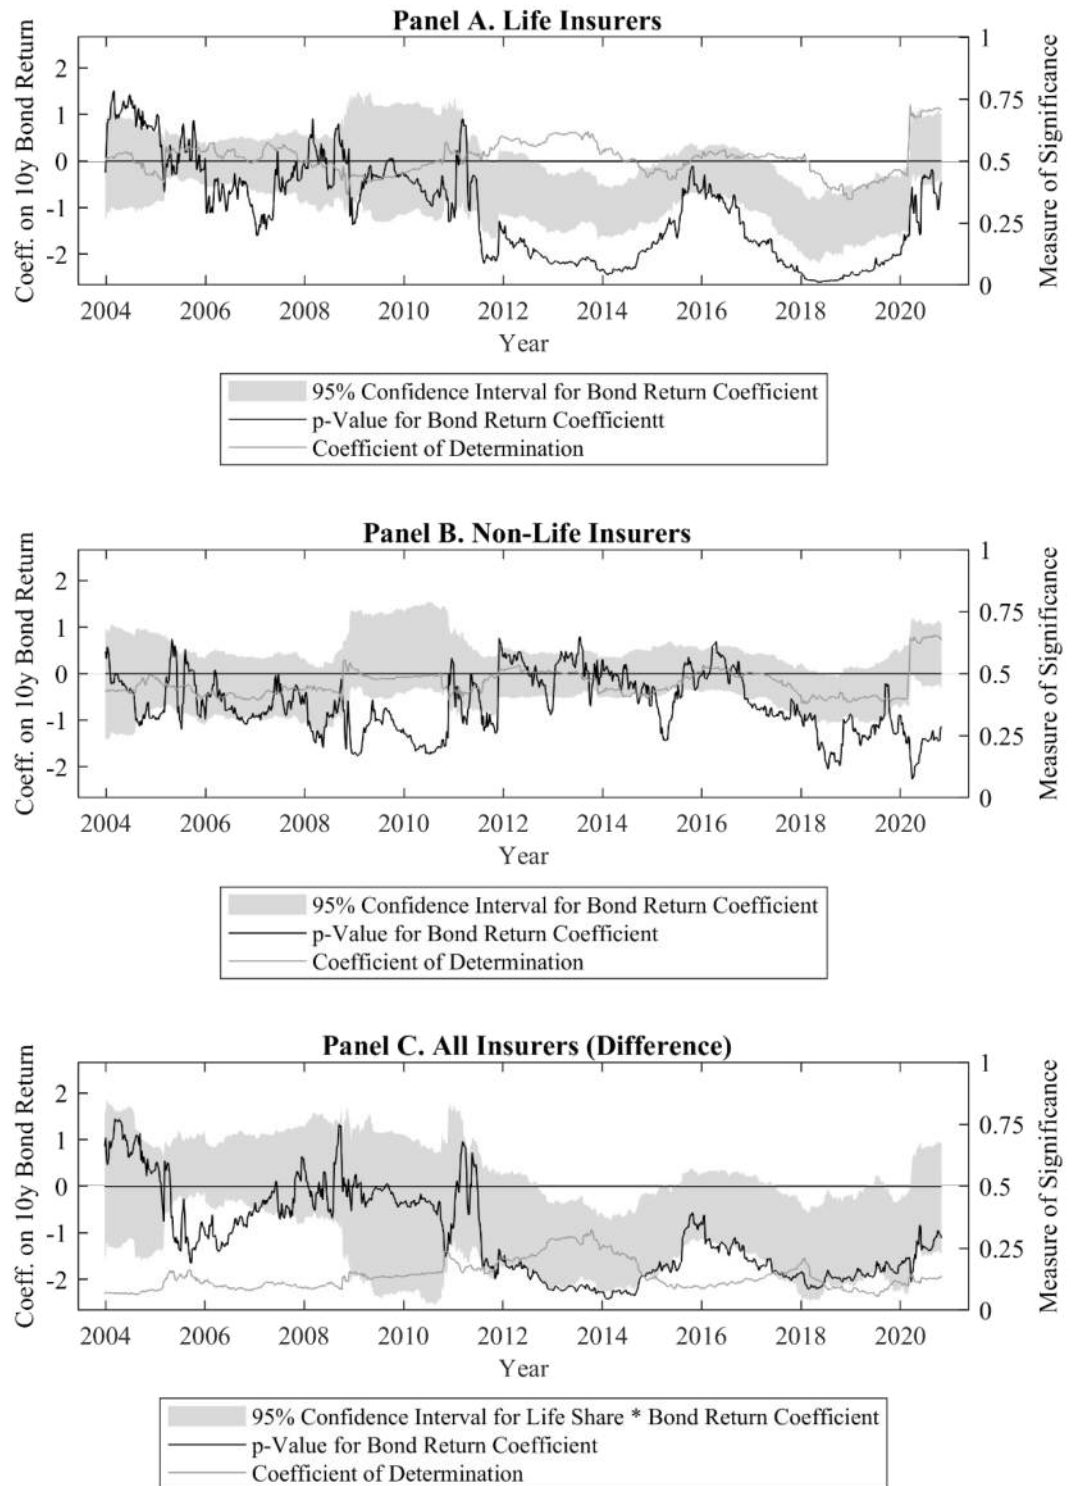 Panel A. Life Insurers
Coeff. on 10y Bond Return
2
1
0
-1
-2
1
0.75
0.5
0.25
0
Measure of Significance
2004 2006 2008 2010 2012 2014 2016 2018 2020
Year
95% Confidence Interval for Bond Return Coefficient
p-Value for Bond Return Coefficientt
Coefficient of Determination
Panel B. Non-Life Insurers
Coeff. on 10y Bond Return
2
1
0
-1
-2
1
0.75
0.5
0.25
0
Measure of Significance
2004 2006 2008 2010 2012 2014 2016 2018 2020
Year
95% Confidence Interval for Bond Return Coefficient
p-Value for Bond Return Coefficient
Coefficient of Determination
Panel C. All Insurers (Difference)
Coeff. on 10y Bond Return
2
1
0
-1
-2
1
0.75
0.5
0.25
0
Measure of Significance
2004 2006 2008 2010 2012 2014 2016 2018 2020
Year
95% Confidence Interval for Life Share * Bond Return Coefficient
p-Value for Bond Return Coefficient
Coefficient of Determination